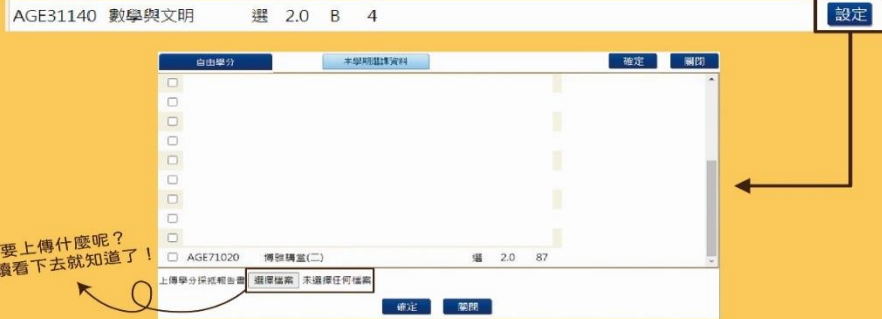 AGE31140 數學與文明 選 2.0 B 4 設定
自由學分 本學期選課資料 確定 關閉
AGE71020 博雅講堂(二) 選 2.0 87
上傳學分採抵報告書 選擇檔案 未選擇任何檔案
確定 關閉
要上傳什麼呢?
續看下去就知道了!